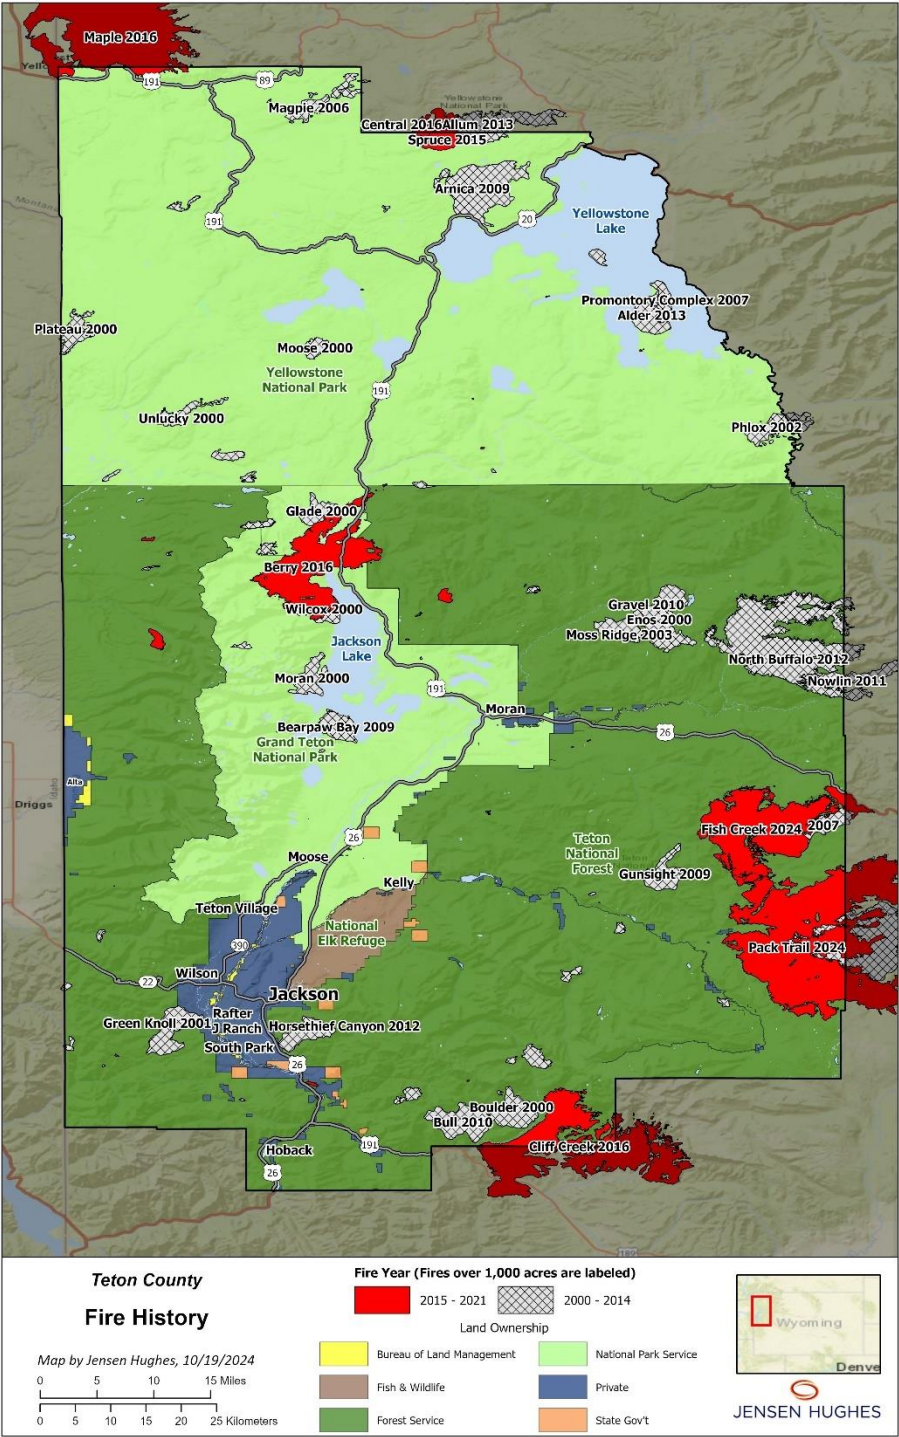 Maple 2016
191
89
Magpie 2006
Yellowstone
National Park
Central 2016
Allum 2013
Spruce 2015
Arnica 2009
Montana
191
20
Yellowstone
Lake
Promontory Complex 2007
Alder 2013
Plateau 2000
Moose 2000
Yellowstone
National Park
191
Unlucky 2000
Phlox 2002
Glade 2000
Berry 2016
Wilcox 2000
Gravel 2010
Enos 2000
Moss Ridge 2003
Jackson
Lake
North Buffalo 2012
Nowlin 2011
Moran 2000
191
Moran
Bearpaw Bay 2009
Grand Teton
National Park
26
Alta
Idaho
Driggs
Fish Creek 2024
2007
26
Teton
National
Forest
Moose
Gunsight 2009
Kelly
Teton Village
National
Elk Refuge
390
Pack Trail 2024
Wilson
22
Jackson
Rafter
J Ranch
Green Knoll 2001
Horsethief Canyon 2012
South Park
26
Boulder 2000
Bull 2010
Cliff Creek 2016
191
Hoback
26
189
Teton County
Fire History
Map by Jensen Hughes, 10/19/2024
0 5 10 15 Miles
0 5 10 15 20 25 Kilometers
Fire Year (Fires over 1,000 acres are labeled)
2015 - 2021
2000 - 2014
Land Ownership
Bureau of Land Management
National Park Service
Fish & Wildlife
Private
Forest Service
State Gov't
Wyoming
Denve
JENSEN HUGHES